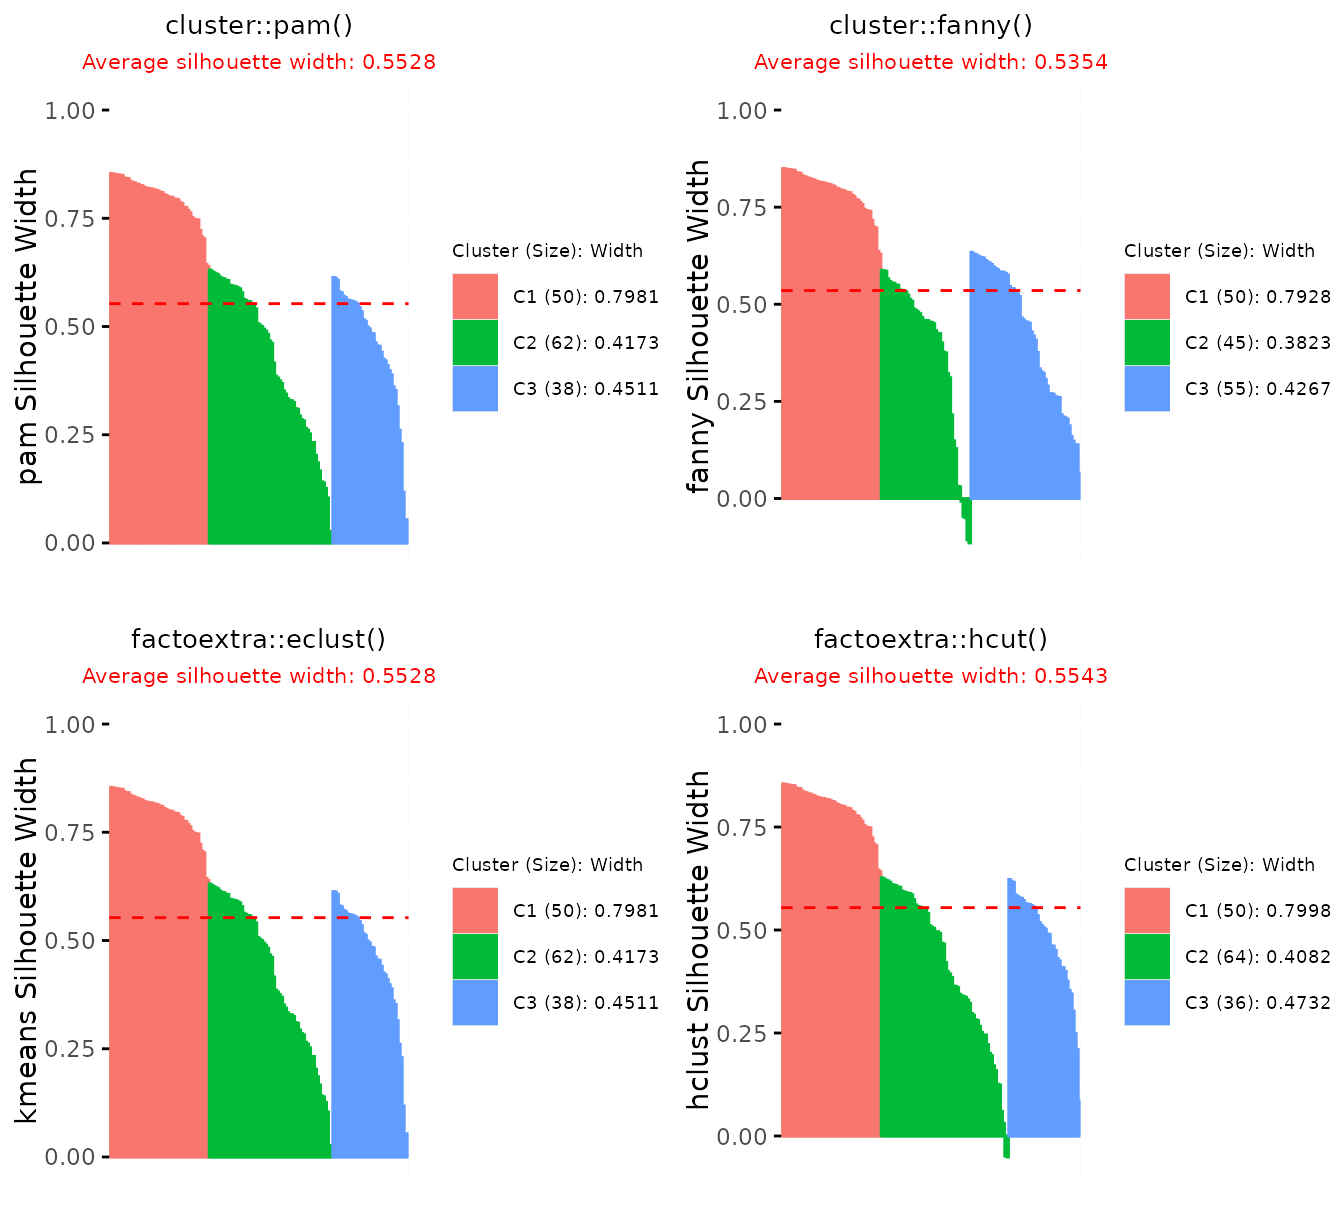 cluster::pam()
Average silhouette width: 0.5528
pam Silhouette Width
1.00
0.75
0.50
0.25
0.00
Cluster (Size): Width
C1 (50): 0.7981
C2 (62): 0.4173
C3 (38): 0.4511
cluster::fanny()
Average silhouette width: 0.5354
fanny Silhouette Width
1.00
0.75
0.50
0.25
0.00
Cluster (Size): Width
C1 (50): 0.7928
C2 (45): 0.3823
C3 (55): 0.4267
factoextra::eclust()
Average silhouette width: 0.5528
kmeans Silhouette Width
1.00
0.75
0.50
0.25
0.00
Cluster (Size): Width
C1 (50): 0.7981
C2 (62): 0.4173
C3 (38): 0.4511
factoextra::hcut()
Average silhouette width: 0.5543
hclust Silhouette Width
1.00
0.75
0.50
0.25
0.00
Cluster (Size): Width
C1 (50): 0.7998
C2 (64): 0.4082
C3 (36): 0.4732